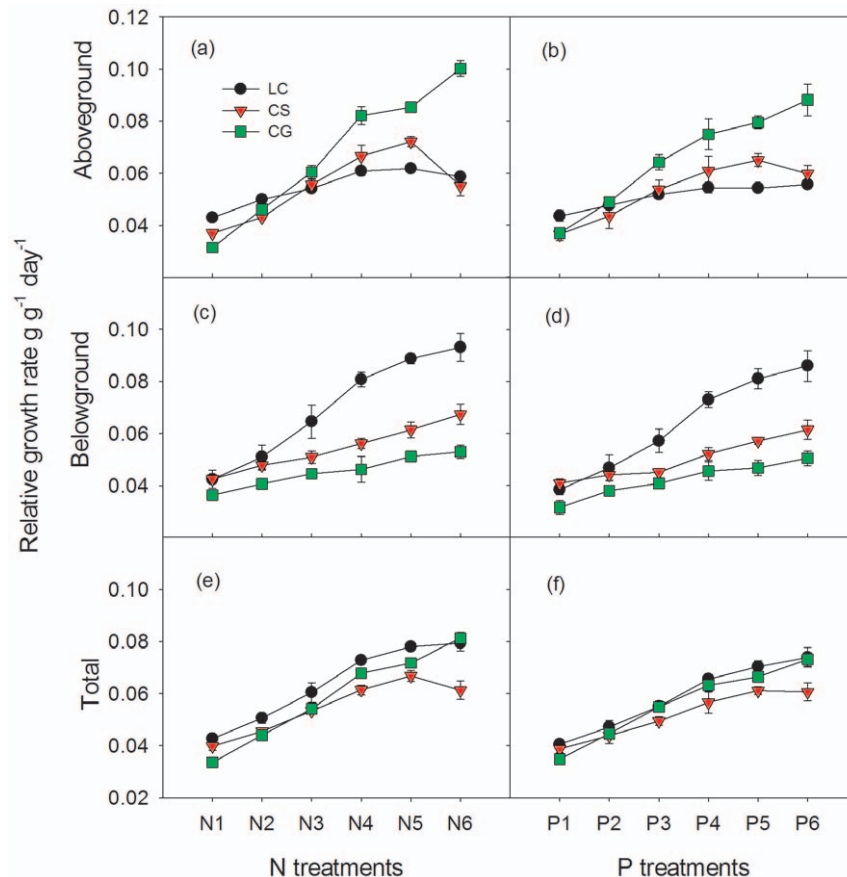 0.12
(a)
(b)
LC
CS
CG
0.10
0.08
0.06
0.04
Aboveground
(c)
(d)
0.10
0.08
0.06
0.04
Belowground
Relative growth rate g g⁻¹ day⁻¹
(e)
(f)
0.10
0.08
0.06
0.04
0.02
Total
N1 N2 N3 N4 N5 N6
P1 P2 P3 P4 P5 P6
N treatments
P treatments